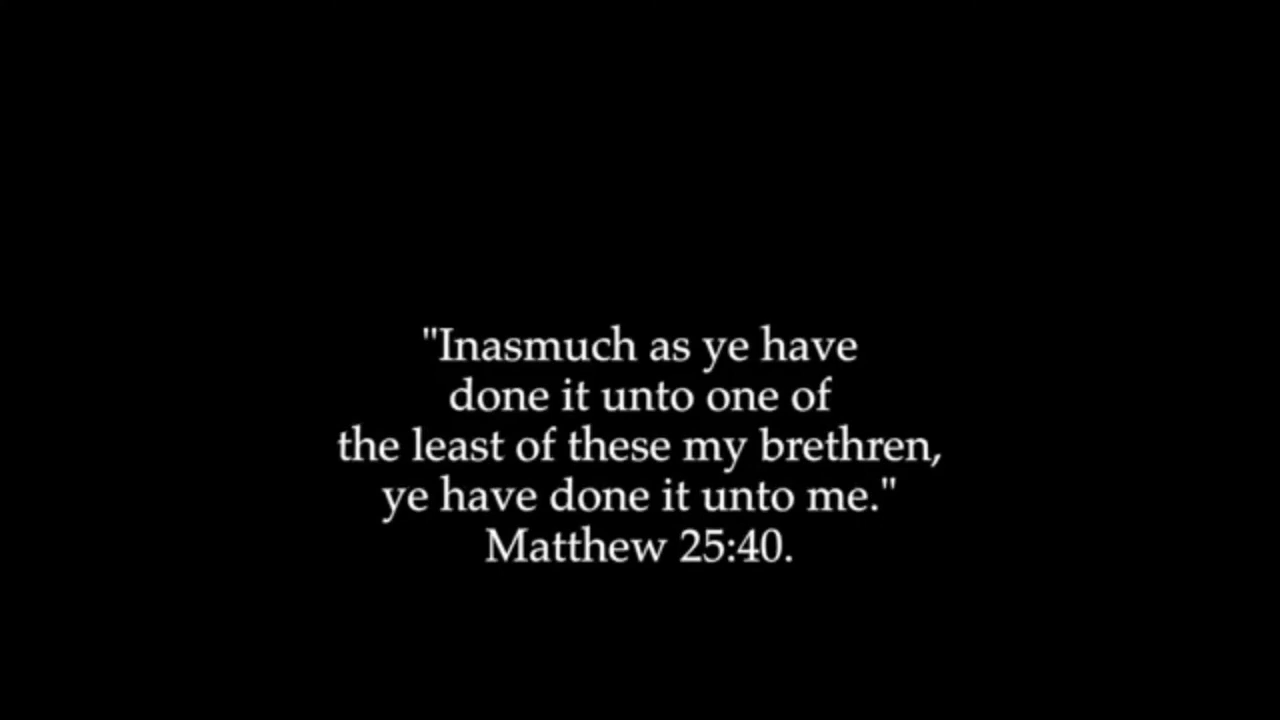 "Inasmuch as ye have
done it unto one of
the least of these my brethren,
ye have done it unto me."
Matthew 25:40.